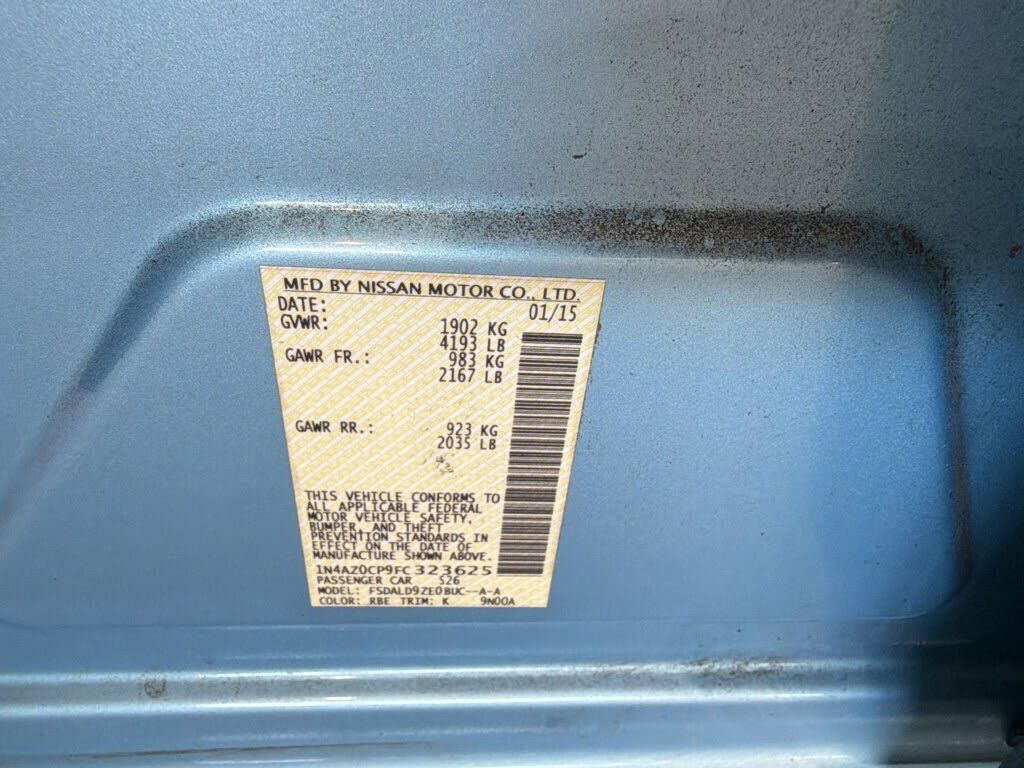 MFD BY NISSAN MOTOR CO., LTD.
DATE: 01/15
GVWR: 1902 KG
4193 LB
GAWR FR.: 983 KG
2167 LB
GAWR RR.: 923 KG
2035 LB
THIS VEHICLE CONFORMS TO
ALL APPLICABLE FEDERAL
MOTOR VEHICLE SAFETY,
BUMPER, AND THEFT
PREVENTION STANDARDS IN
EFFECT ON THE DATE OF
MANUFACTURE SHOWN ABOVE.
1N4AZ0CP9FC323625
PASSENGER CAR S26
MODEL: FSDALD9ZE0BUC--A-A
COLOR: RBE TRIM: K 9N00A